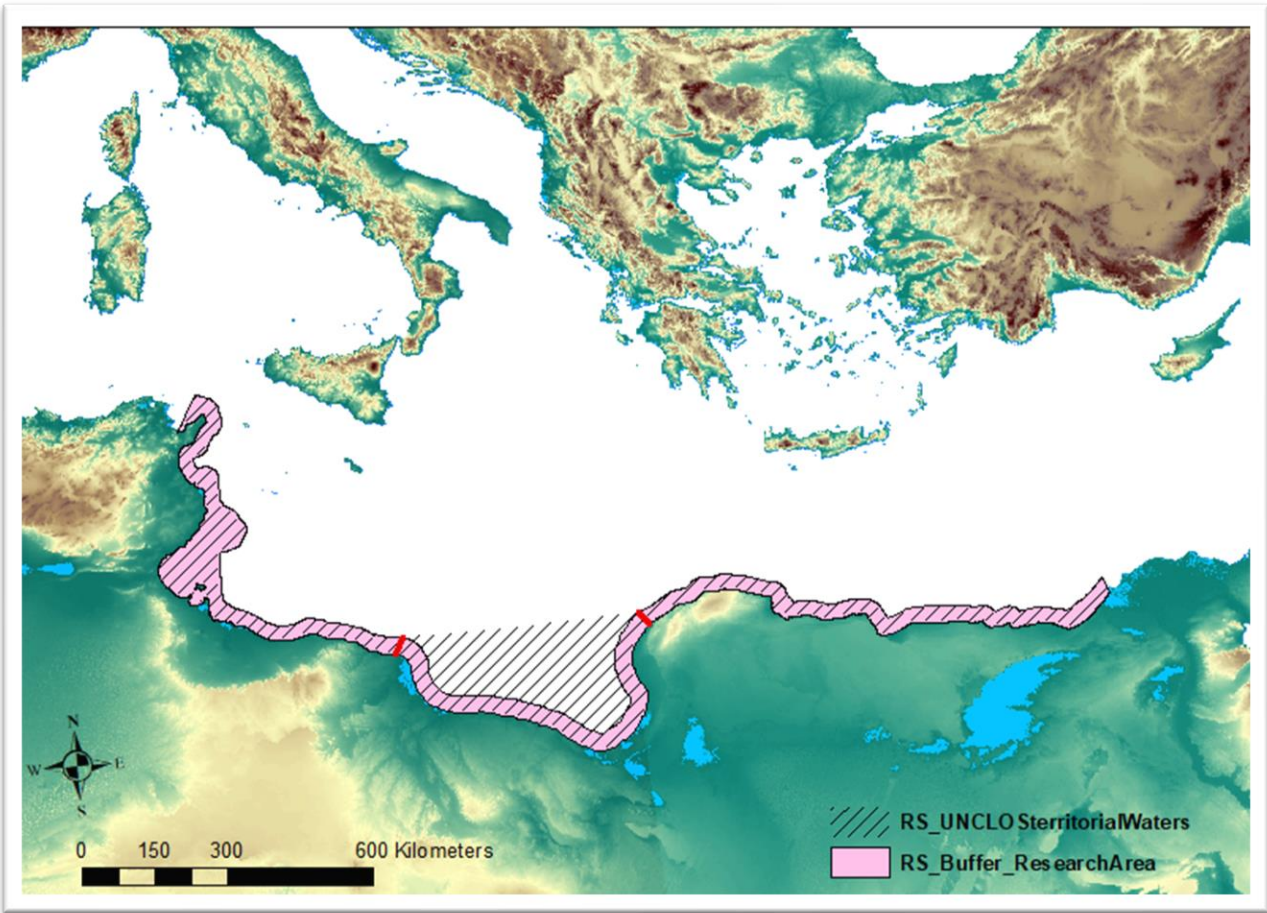 N
W E
S
0 150 300 600 Kilometers
RS_UNCLOSterritorialWaters
RS_Buffer_ResearchArea